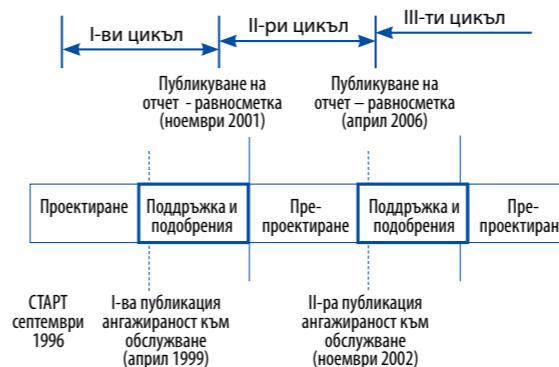 I-ви цикъл
II-ри цикъл
III-ти цикъл
Публикуване на
отчет - равносметка
(ноември 2001)
Публикуване на
отчет – равносметка
(април 2006)
Проектиране
Поддръжка и
подобрения
Пре-
проектиране
Поддръжка и
подобрения
Пре-
проектиран
СТАРТ
септември
1996
I-ва публикация
ангажираност към
обслужване
(април 1999)
II-ра публикация
ангажираност към
обслужване
(ноември 2002)